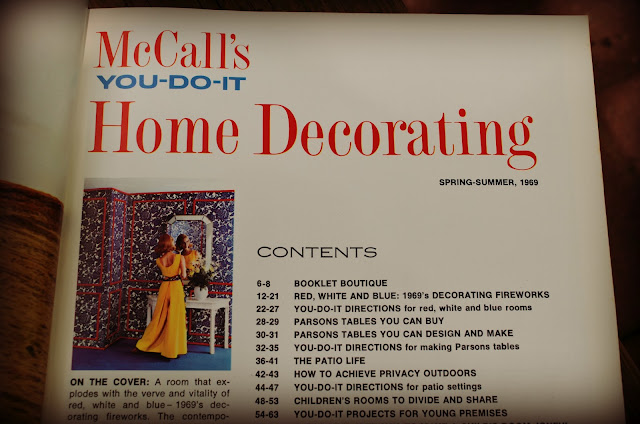 McCall's
YOU-DO-IT
Home Decorating
SPRING-SUMMER, 1969
CONTENTS
6-8 BOOKLET BOUTIQUE
12-21 RED, WHITE AND BLUE: 1969's DECORATING FIREWORKS
22-27 YOU-DO-IT DIRECTIONS for red, white and blue rooms
28-29 PARSONS TABLES YOU CAN BUY
30-31 PARSONS TABLES YOU CAN DESIGN AND MAKE
32-35 YOU-DO-IT DIRECTIONS for making Parsons tables
36-41 THE PATIO LIFE
42-43 HOW TO ACHIEVE PRIVACY OUTDOORS
44-47 YOU-DO-IT DIRECTIONS for patio settings
48-53 CHILDREN'S ROOMS TO DIVIDE AND SHARE
54-63 YOU-DO-IT PROJECTS FOR YOUNG PREMISES
ON THE COVER: A room that ex-
plodes with the verve and vitality of
red, white and blue – 1969's dec-
orating fireworks. The contempo-